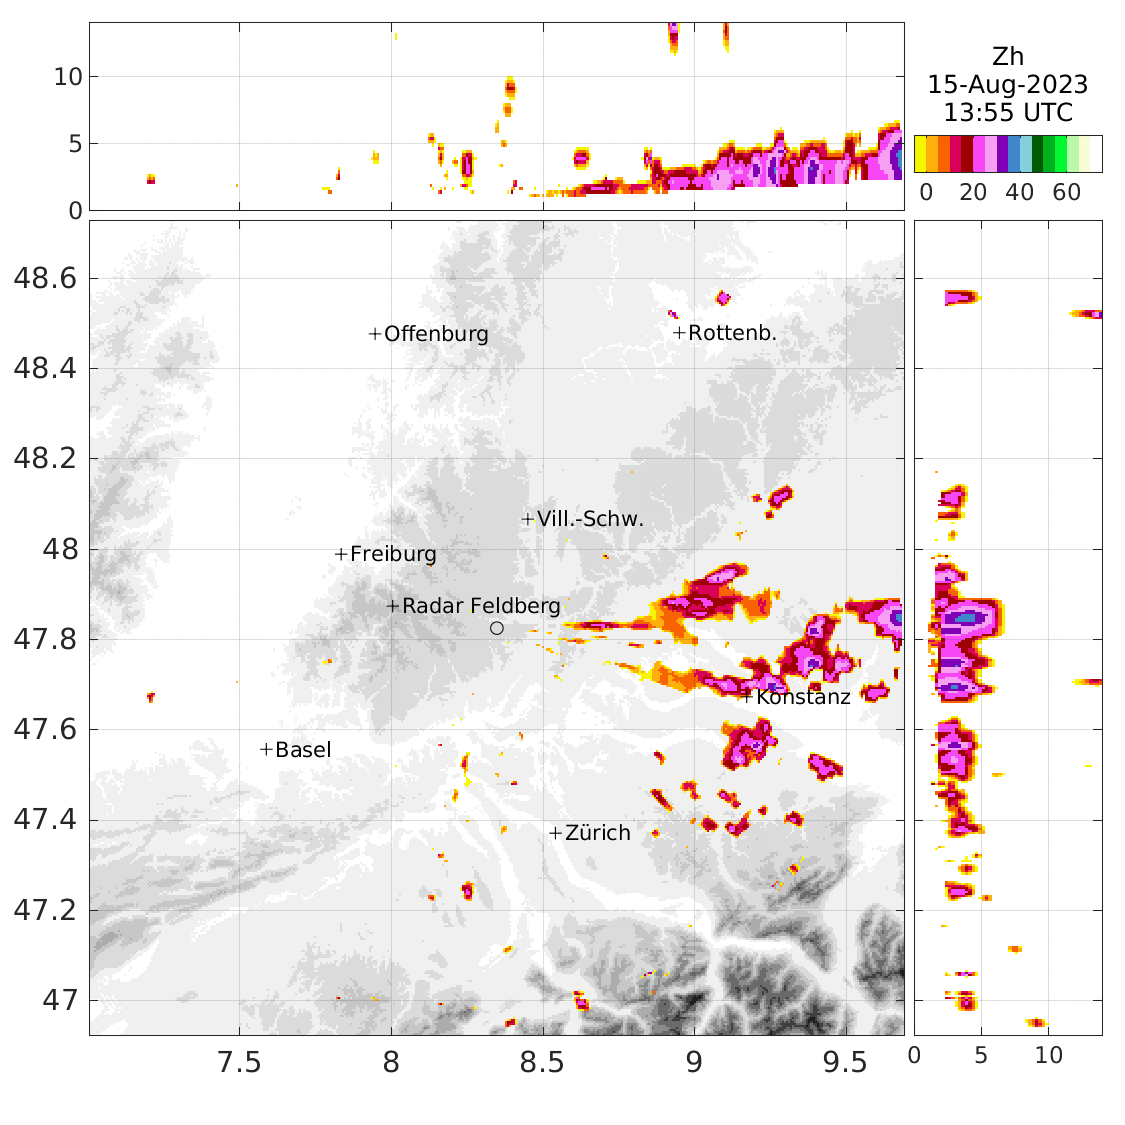 10
5
0
Zh
15-Aug-2023
13:55 UTC
0 20 40 60
48.6
48.4
48.2
48
47.8
47.6
47.4
47.2
47
+Offenburg
+Rottenb.
+Vill.-Schw.
+Freiburg
+Radar Feldberg
+Konstanz
+Basel
+Zürich
7.5 8 8.5 9 9.5
0 5 10